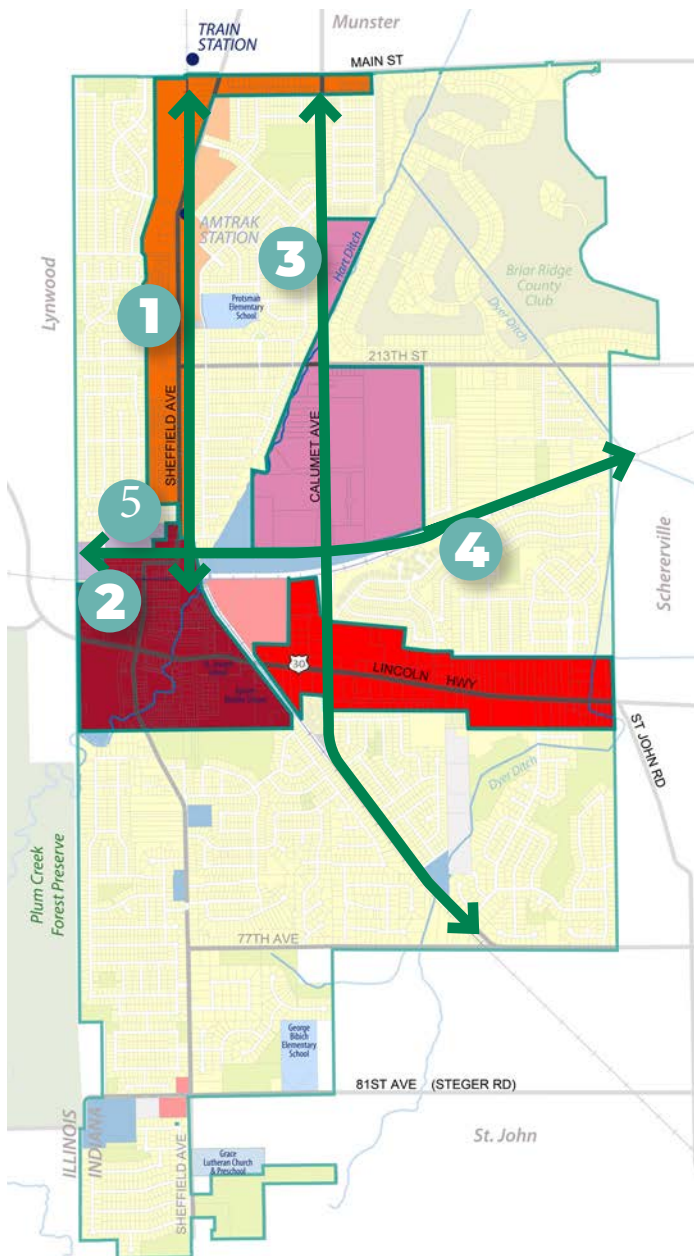 Munster
TRAIN
STATION
MAIN ST
AMTRAK
STATION
3
Hart Ditch
Briar Ridge
County
Club
Lynwood
Protsman
Elementary
School
Dyer Ditch
1
213TH ST
SHEFFIELD AVE
CALUMET AVE
5
4
2
Schererville
30
LINCOLN HWY
ST JOHN RD
Dyer Ditch
Plum Creek
Forest Preserve
77TH AVE
George
Bibich
Elementary
School
81ST AVE (STEGER RD)
ILLINOIS
INDIANA
St. John
SHEFFIELD AVE
Grace
Lutheran Church
& Preschool